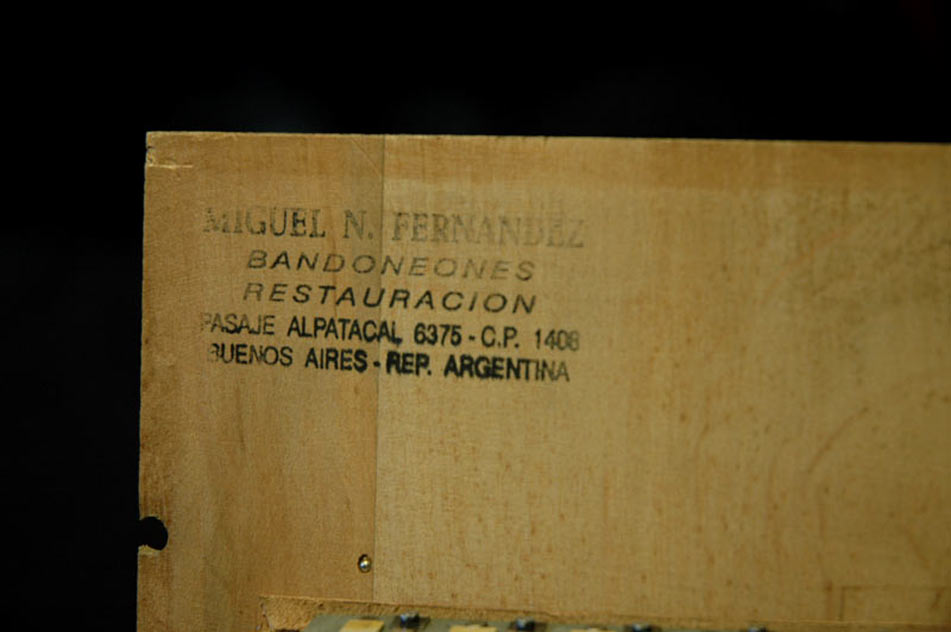 MIGUEL N. FERNANDEZ
BANDONEONES
RESTAURACION
PASAJE ALPATACAL 6375 - C.P. 1408
BUENOS AIRES - REP. ARGENTINA